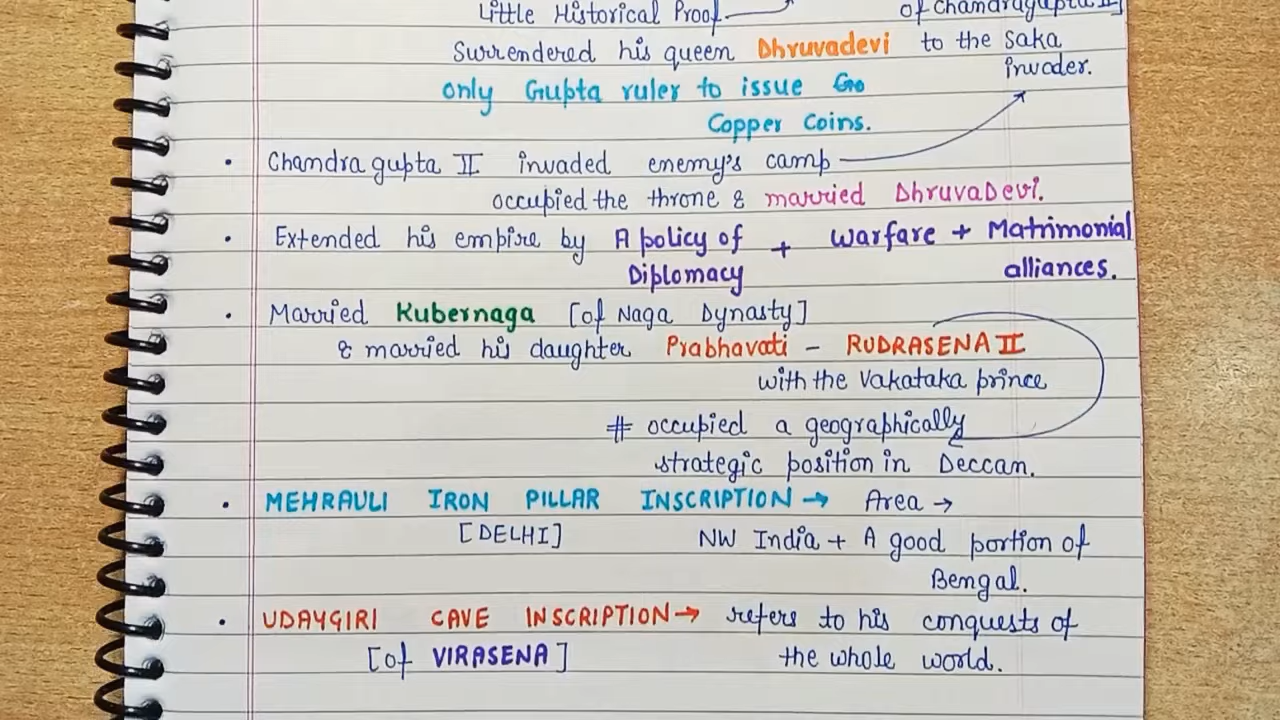 Little Historical Proof of Chandragupta II]
Surrendered his queen Dhruvadevi to the Saka
invader.
only Gupta ruler to issue Go
Copper Coins.
• Chandragupta II invaded enemy's camp
occupied the throne & married DhruvaDevi.
• Extended his empire by A policy of + Warfare + Matrimonial
Diplomacy alliances.
• Married Kubernaga [of Naga Dynasty]
& married his daughter Prabhavati - RUDRASENA II
with the Vakataka prince
# occupied a geographically
strategic position in Deccan.
• MEHRAULI IRON PILLAR INSCRIPTION → Area →
[DELHI] NW India + A good portion of
Bengal.
• UDAYGIRI CAVE INSCRIPTION → refers to his conquests of
[of VIRASENA] the whole world.